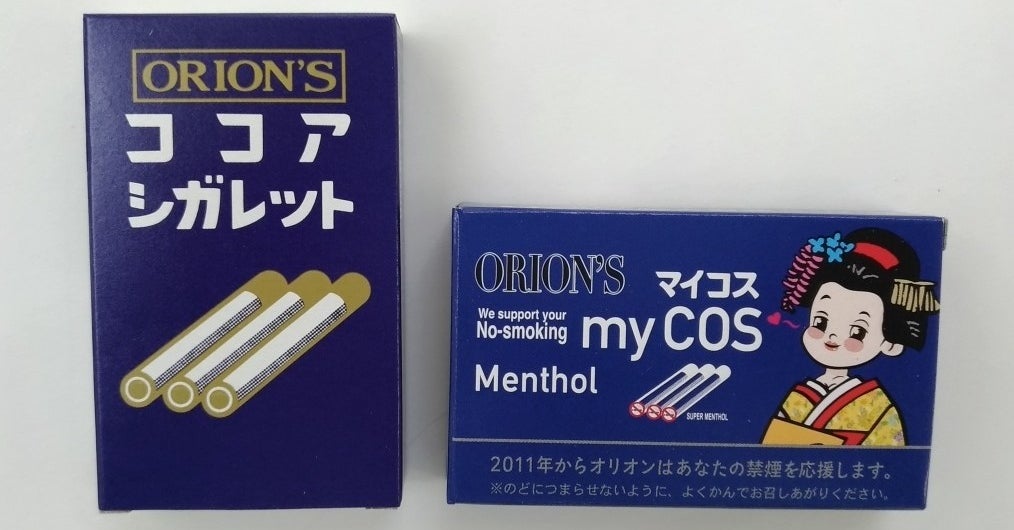 ORION'S
ココア
シガレット
ORION'S
マイコス
We support your
No-smoking
myCOS
Menthol
SUPER MENTHOL
2011年からオリオンはあなたの禁煙を応援します。
※のどにつまらせないように、よくかんでお召しあがりください。